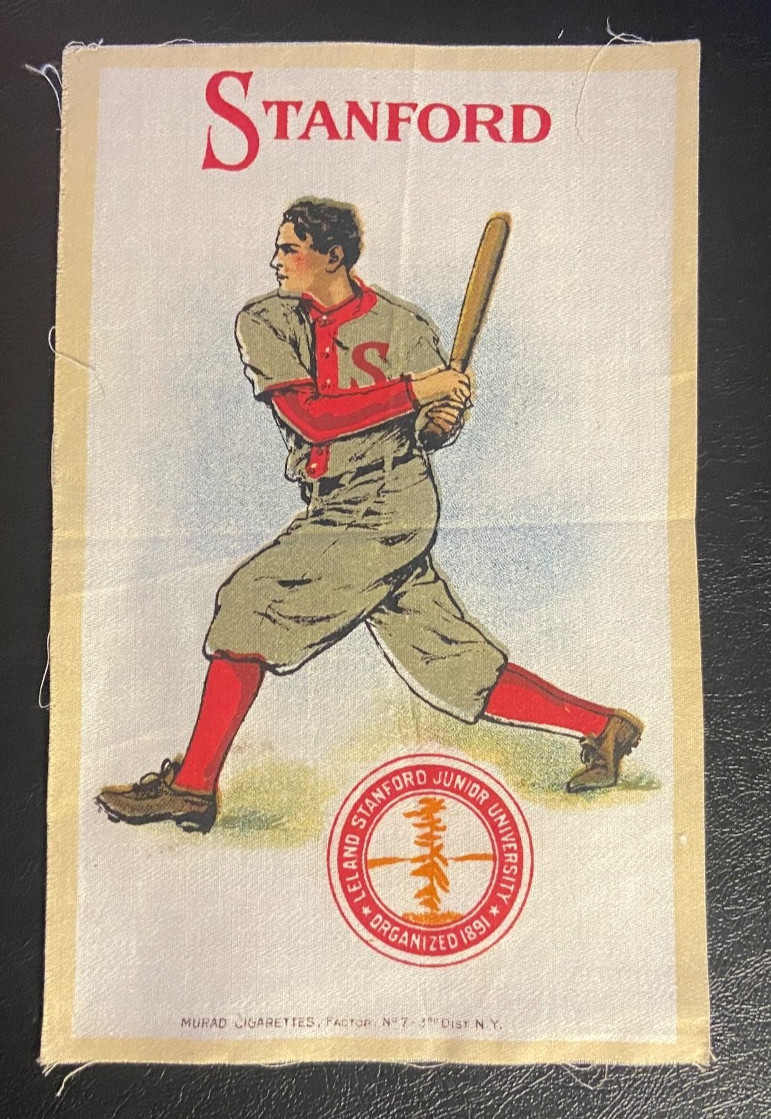 STANFORD
S
LELAND STANFORD JUNIOR UNIVERSITY
★ ORGANIZED 1891 ★
MURAD CIGARETTES, FACTORY Nº 7 - 3RD DIST. N.Y.